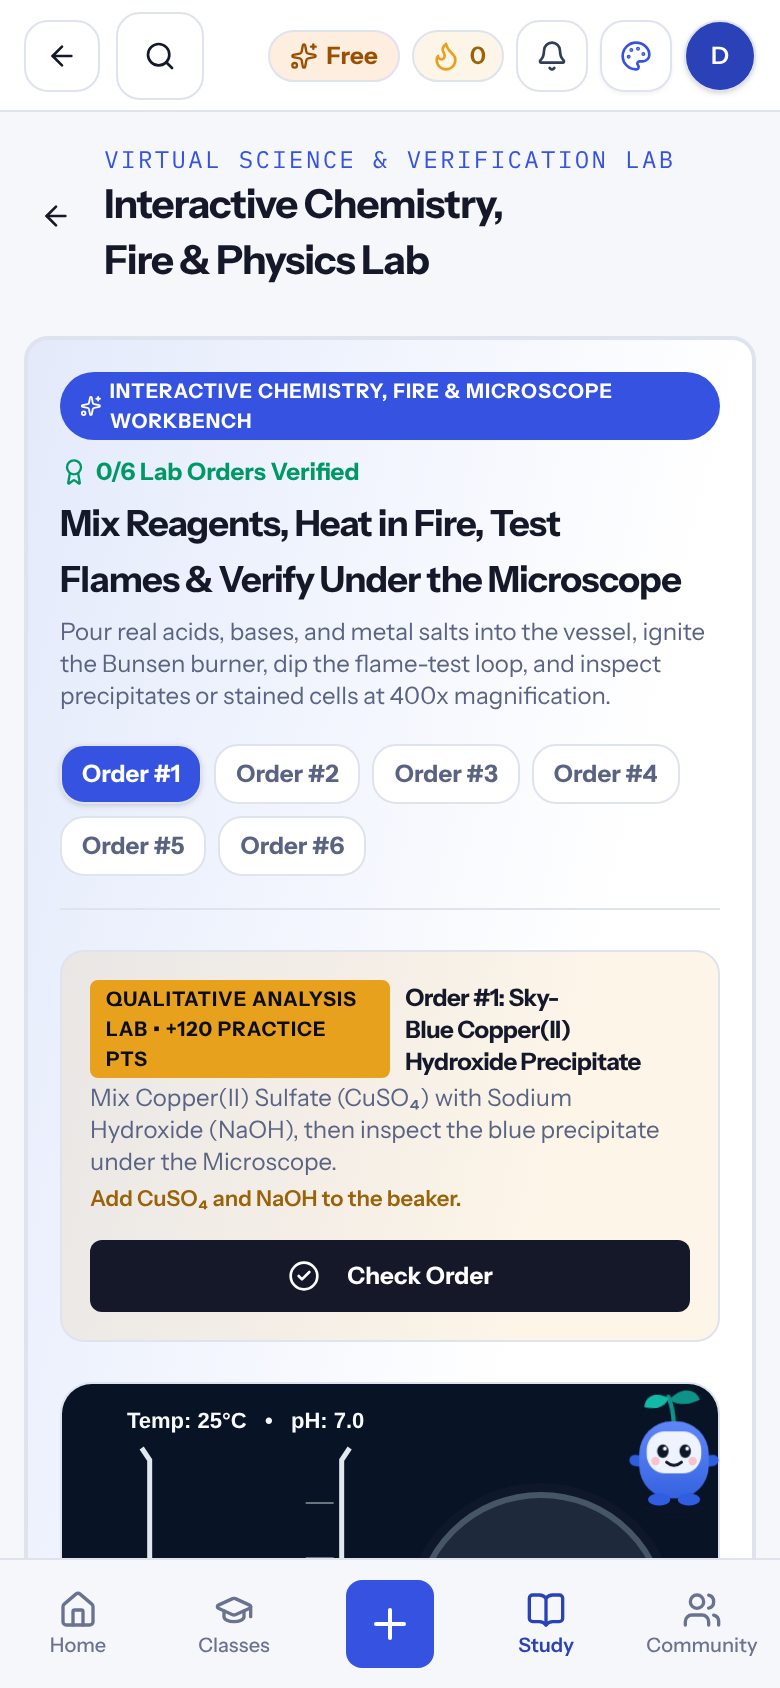 Free
0
D
VIRTUAL SCIENCE & VERIFICATION LAB
Interactive Chemistry,
Fire & Physics Lab
INTERACTIVE CHEMISTRY, FIRE & MICROSCOPE
WORKBENCH
0/6 Lab Orders Verified
Mix Reagents, Heat in Fire, Test
Flames & Verify Under the Microscope
Pour real acids, bases, and metal salts into the vessel, ignite
the Bunsen burner, dip the flame-test loop, and inspect
precipitates or stained cells at 400x magnification.
Order #1
Order #2
Order #3
Order #4
Order #5
Order #6
QUALITATIVE ANALYSIS
LAB • +120 PRACTICE
PTS
Order #1: Sky-
Blue Copper(II)
Hydroxide Precipitate
Mix Copper(II) Sulfate (CuSO₄) with Sodium
Hydroxide (NaOH), then inspect the blue precipitate
under the Microscope.
Add CuSO₄ and NaOH to the beaker.
Check Order
Temp: 25°C • pH: 7.0
Home
Classes
Study
Community